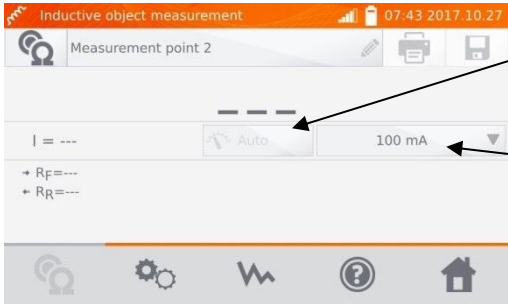 Inductive object measurement
07:43 2017.10.27
Measurement point 2
---
I = ---
Auto
100 mA
→ RF=---
← RR=---